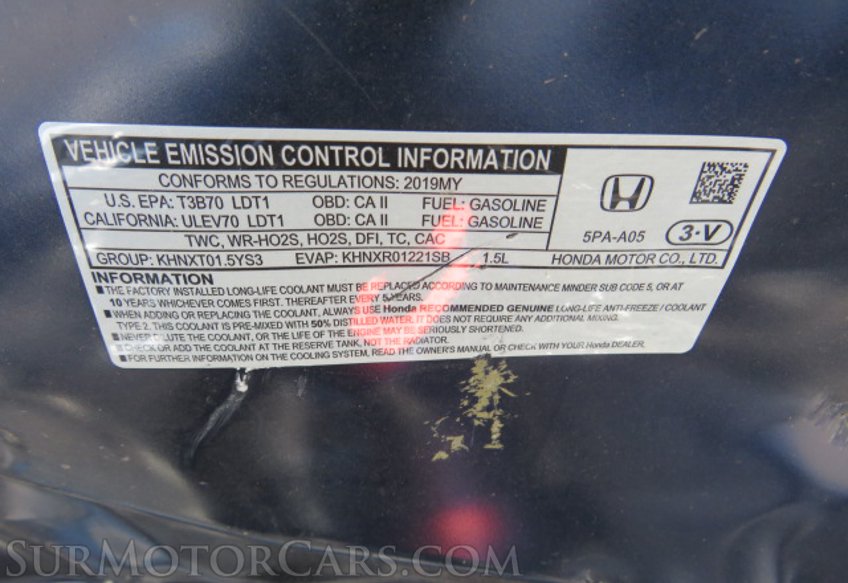 VEHICLE EMISSION CONTROL INFORMATION
CONFORMS TO REGULATIONS: 2019MY
U.S. EPA: T3B70 LDT1 OBD: CA II FUEL: GASOLINE
CALIFORNIA: ULEV70 LDT1 OBD: CA II FUEL: GASOLINE
TWC, WR-HO2S, HO2S, DFI, TC, CAC
GROUP: KHNXT01.5YS3 EVAP: KHNXR01221SB 1.5L
5PA-A05 3-V
HONDA MOTOR CO., LTD.
INFORMATION
■THE FACTORY INSTALLED LONG-LIFE COOLANT MUST BE REPLACED ACCORDING TO MAINTENANCE MINDER SUB CODE 5, OR AT
10 YEARS WHICHEVER COMES FIRST. THEREAFTER EVERY 5 YEARS.
■WHEN ADDING OR REPLACING THE COOLANT, ALWAYS USE Honda RECOMMENDED GENUINE LONG-LIFE ANTI-FREEZE / COOLANT
TYPE 2. THIS COOLANT IS PRE-MIXED WITH 50% DISTILLED WATER. IT DOES NOT REQUIRE ANY ADDITIONAL MIXING.
■NEVER DILUTE THE COOLANT, OR THE LIFE OF THE ENGINE MAY BE SERIOUSLY SHORTENED.
■CHECK OR ADD THE COOLANT AT THE RESERVE TANK, NOT THE RADIATOR.
■FOR FURTHER INFORMATION ON THE COOLING SYSTEM, READ THE OWNER'S MANUAL OR CHECK WITH YOUR Honda DEALER.
SURMOTORCARS.COM